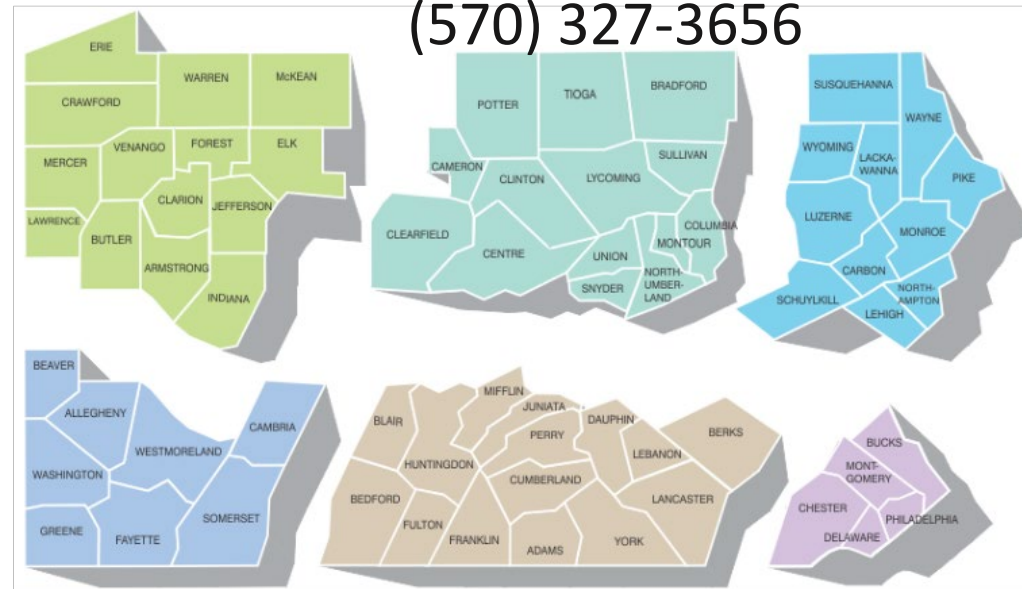 (570) 327-3656
ERIE
WARREN
McKEAN
CRAWFORD
MERCER
VENANGO
FOREST
ELK
CLARION
JEFFERSON
LAWRENCE
BUTLER
ARMSTRONG
INDIANA
POTTER
TIOGA
BRADFORD
CAMERON
CLINTON
LYCOMING
SULLIVAN
CLEARFIELD
CENTRE
UNION
MONTOUR
COLUMBIA
SNYDER
NORTH-
UMBER-
LAND
SUSQUEHANNA
WAYNE
WYOMING
LACKA-
WANNA
PIKE
LUZERNE
MONROE
CARBON
SCHUYLKILL
NORTH-
AMPTON
LEHIGH
BEAVER
ALLEGHENY
WESTMORELAND
CAMBRIA
WASHINGTON
GREENE
FAYETTE
SOMERSET
BLAIR
MIFFLIN
JUNIATA
DAUPHIN
PERRY
BERKS
HUNTINGDON
LEBANON
CUMBERLAND
BEDFORD
LANCASTER
FULTON
FRANKLIN
ADAMS
YORK
BUCKS
MONT-
GOMERY
CHESTER
PHILADELPHIA
DELAWARE